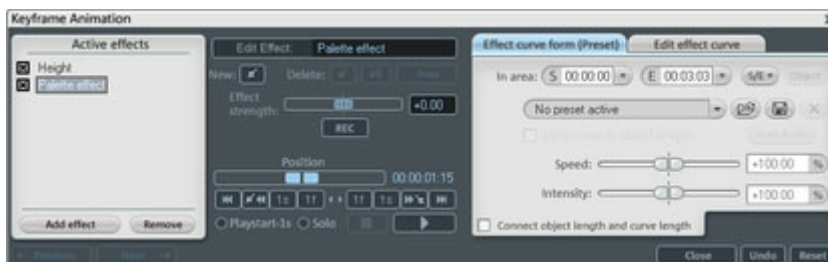 Keyframe Animation
Active effects
Height
Palette effect
Add effect
Remove
Edit Effect:
Palette effect
New:
Delete:
Effect
strength:
+0.00
REC
Position
00:00:01:15
1s
1f
1f
1s
Playstart-1s
Solo
Effect curve form (Preset)
Edit effect curve
In area:
S
00:00:00
E
00:03:03
S/E
Object
No preset active
Speed:
+100.00
%
Intensity:
+100.00
%
Connect object length and curve length
Close
Undo
Reset